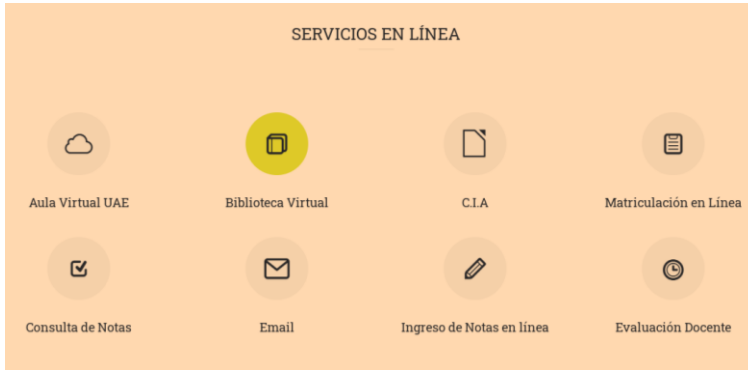 SERVICIOS EN LÍNEA
Aula Virtual UAE
Biblioteca Virtual
C.I.A
Matriculación en Línea
Consulta de Notas
Email
Ingreso de Notas en línea
Evaluación Docente